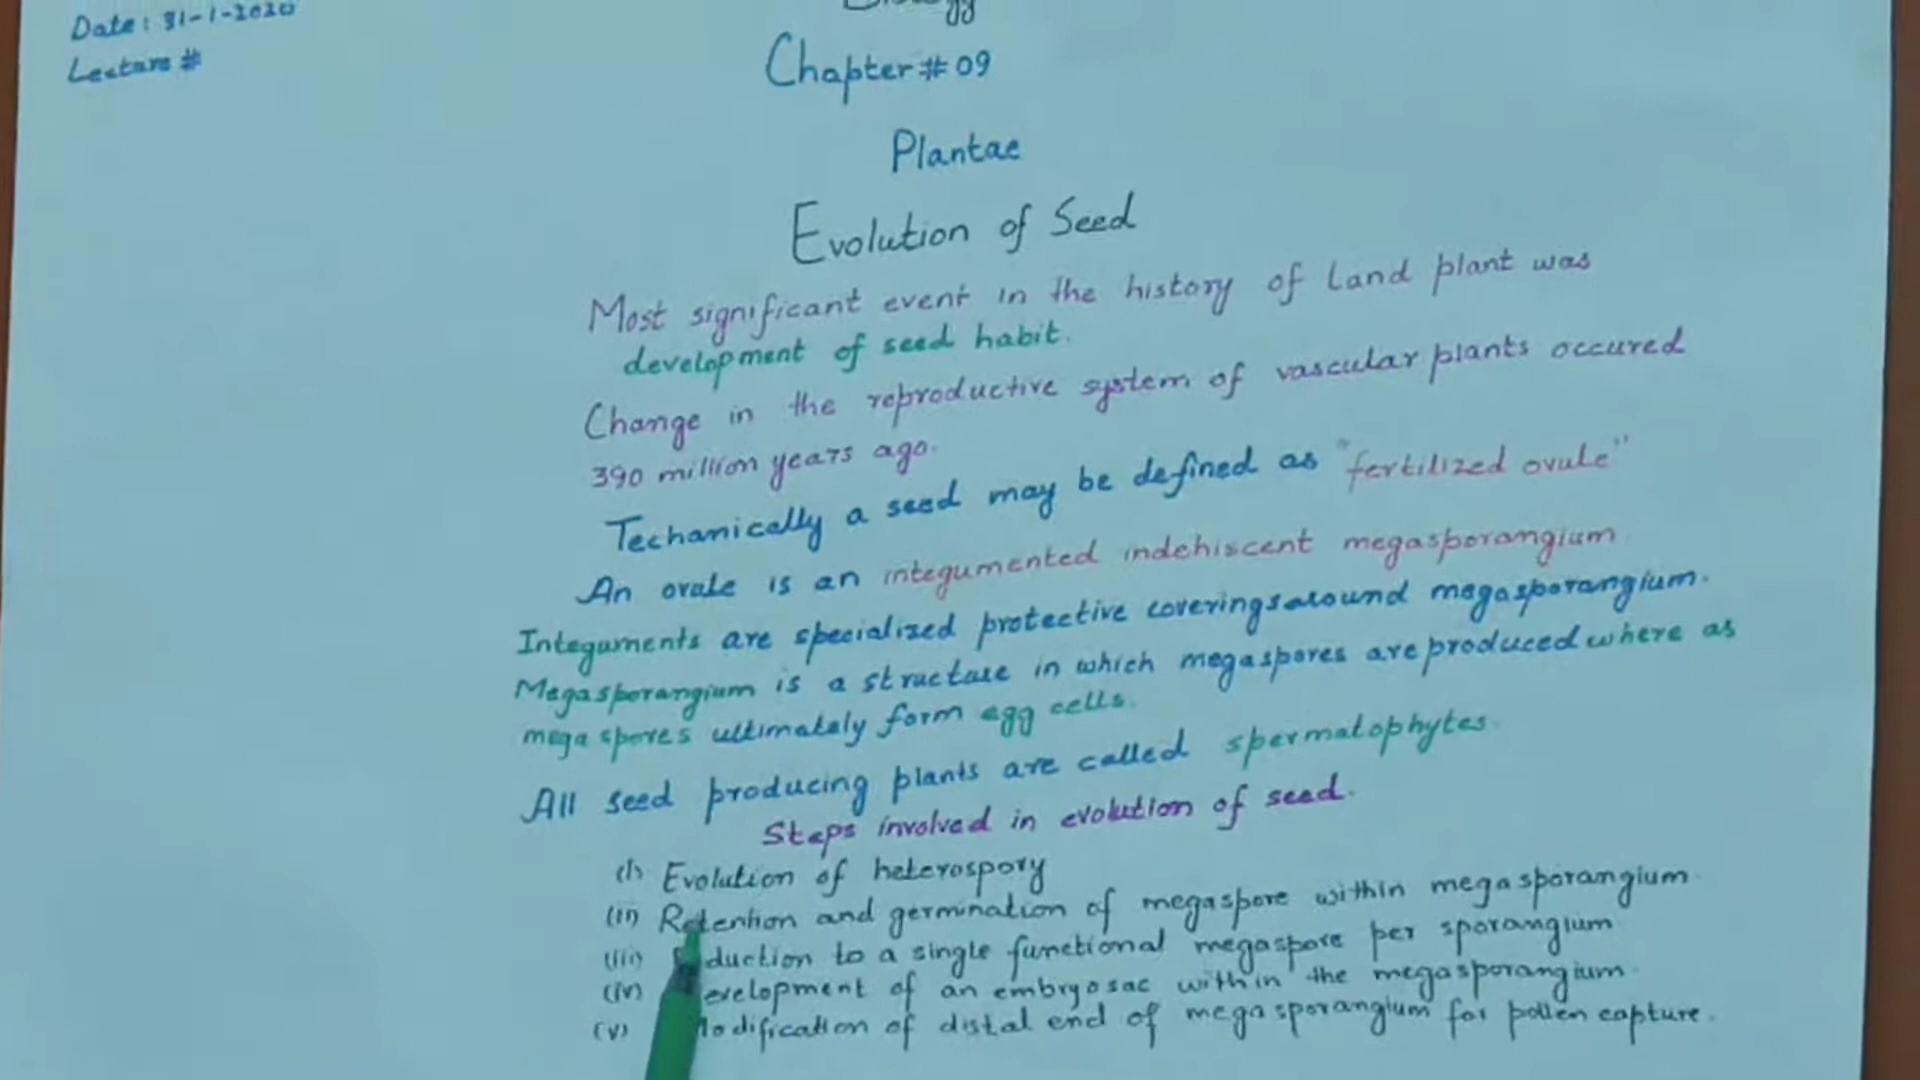 Date: 31-1-2020
Lecture #
Biology
Chapter # 09
Plantae
Evolution of Seed
Most significant event in the history of land plant was
development of seed habit.
Change in the reproductive system of vascular plants occured
390 million years ago.
Techanically a seed may be defined as "fertilized ovule"
An ovule is an integumented indehiscent megasporangium
Integuments are specialized protective coverings around megasporangium.
Megasporangium is a structure in which megaspores are produced where as
mega spores ultimately form egg cells.
All seed producing plants are called spermatophytes.
Steps involved in evolution of seed.
(i) Evolution of heterospory
(ii) Retention and germination of megaspore within megasporangium.
(iii) duction to a single functional megaspore per sporangium.
(iv) evelopment of an embryosac within the megasporangium.
(v) odification of distal end of megasporangium for pollen capture.